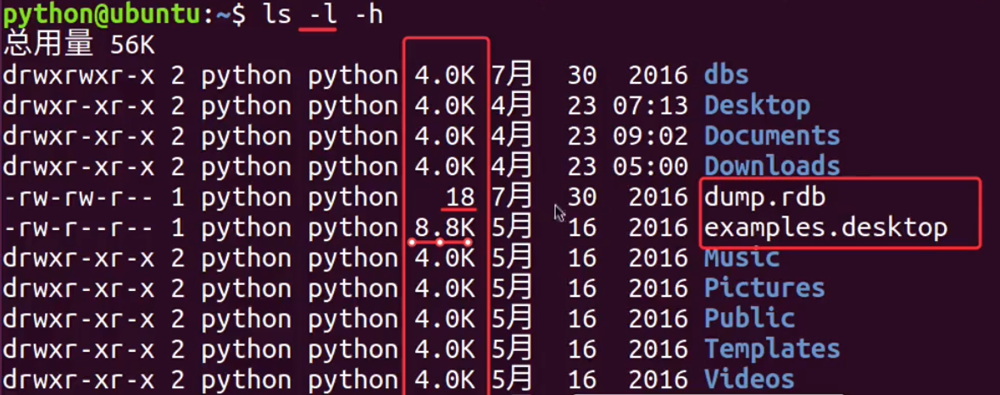 python@ubuntu:~$ ls -l -h
总用量 56K
drwxrwxr-x 2 python python 4.0K 7月  30  2016 dbs
drwxr-xr-x 2 python python 4.0K 4月  23 07:13 Desktop
drwxr-xr-x 2 python python 4.0K 4月  23 09:02 Documents
drwxr-xr-x 2 python python 4.0K 4月  23 05:00 Downloads
-rw-rw-r-- 1 python python   18 7月  30  2016 dump.rdb
-rw-r--r-- 1 python python 8.8K 5月  16  2016 examples.desktop
drwxr-xr-x 2 python python 4.0K 5月  16  2016 Music
drwxr-xr-x 2 python python 4.0K 5月  16  2016 Pictures
drwxr-xr-x 2 python python 4.0K 5月  16  2016 Public
drwxr-xr-x 2 python python 4.0K 5月  16  2016 Templates
drwxr-xr-x 2 python python 4.0K 5月  16  2016 Videos